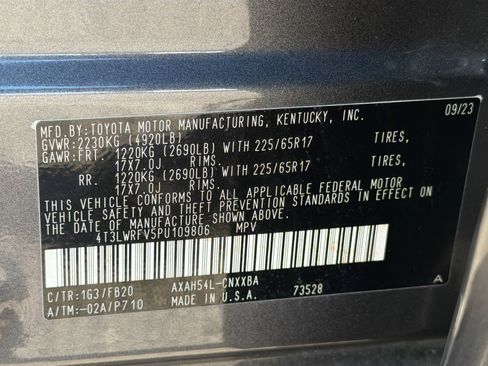 MFD.BY:TOYOTA MOTOR MANUFACTURING, KENTUCKY, INC. 09/23
GVWR:2230KG (4920LB)
GAWR:FRT. 1220KG (2690LB) WITH 225/65R17 TIRES,
17X7.0J RIMS.
RR. 1220KG (2690LB) WITH 225/65R17 TIRES,
17X7.0J RIMS.
THIS VEHICLE CONFORMS TO ALL APPLICABLE FEDERAL MOTOR
VEHICLE SAFETY AND THEFT PREVENTION STANDARDS IN EFFECT ON
THE DATE OF MANUFACTURE SHOWN ABOVE.
4T3LWRFV5PU109806 MPV
C/TR:1G3/FB20 AXAH54L-CNXXBA
A/TM:-02A/P710 MADE IN U.S.A. 73528 A